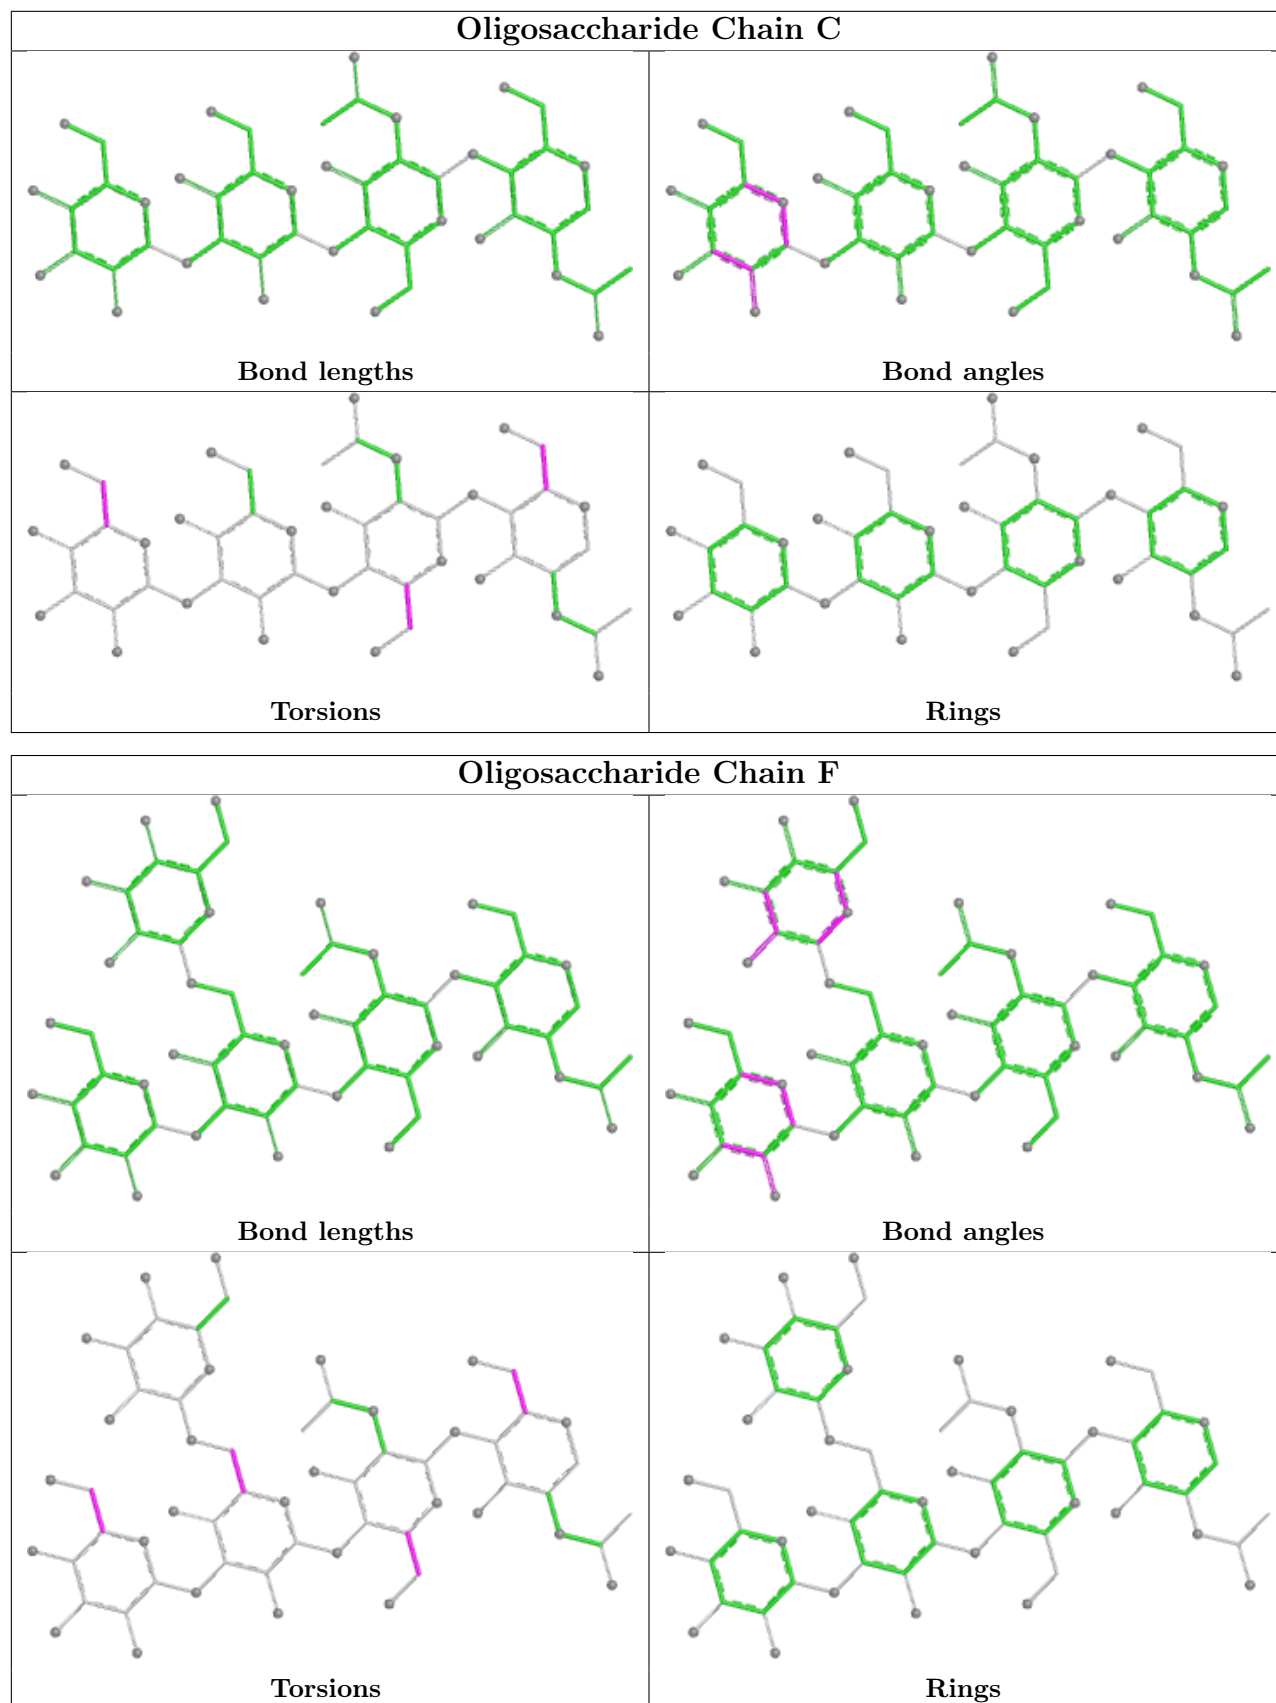 Oligosaccharide Chain C
Bond lengths
Bond angles
Torsions
Rings
Oligosaccharide Chain F
Bond lengths
Bond angles
Torsions
Rings